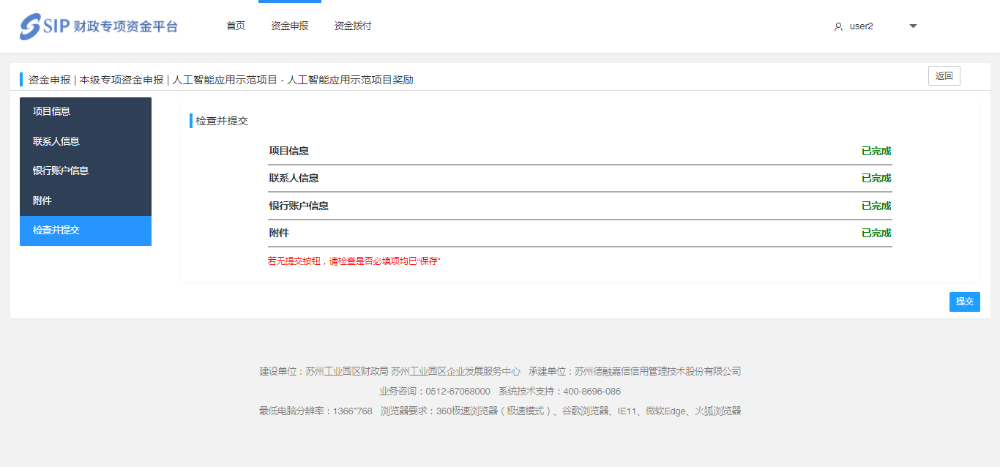 SIP 财政专项资金平台
首页 资金申报 资金拨付
user2
资金申报 | 本级专项资金申报 | 人工智能应用示范项目 - 人工智能应用示范项目奖励
返回
项目信息
联系人信息
银行账户信息
附件
检查并提交
检查并提交
项目信息 已完成
联系人信息 已完成
银行账户信息 已完成
附件 已完成
若无提交按钮，请检查是否必填项均已“保存”
提交
建设单位：苏州工业园区财政局 苏州工业园区企业发展服务中心 承建单位：苏州德融嘉信信用管理技术股份有限公司
业务咨询：0512-67068000 系统技术支持：400-8696-086
最低电脑分辨率：1366*768 浏览器要求：360极速浏览器（极速模式）、谷歌浏览器、IE11、微软Edge、火狐浏览器